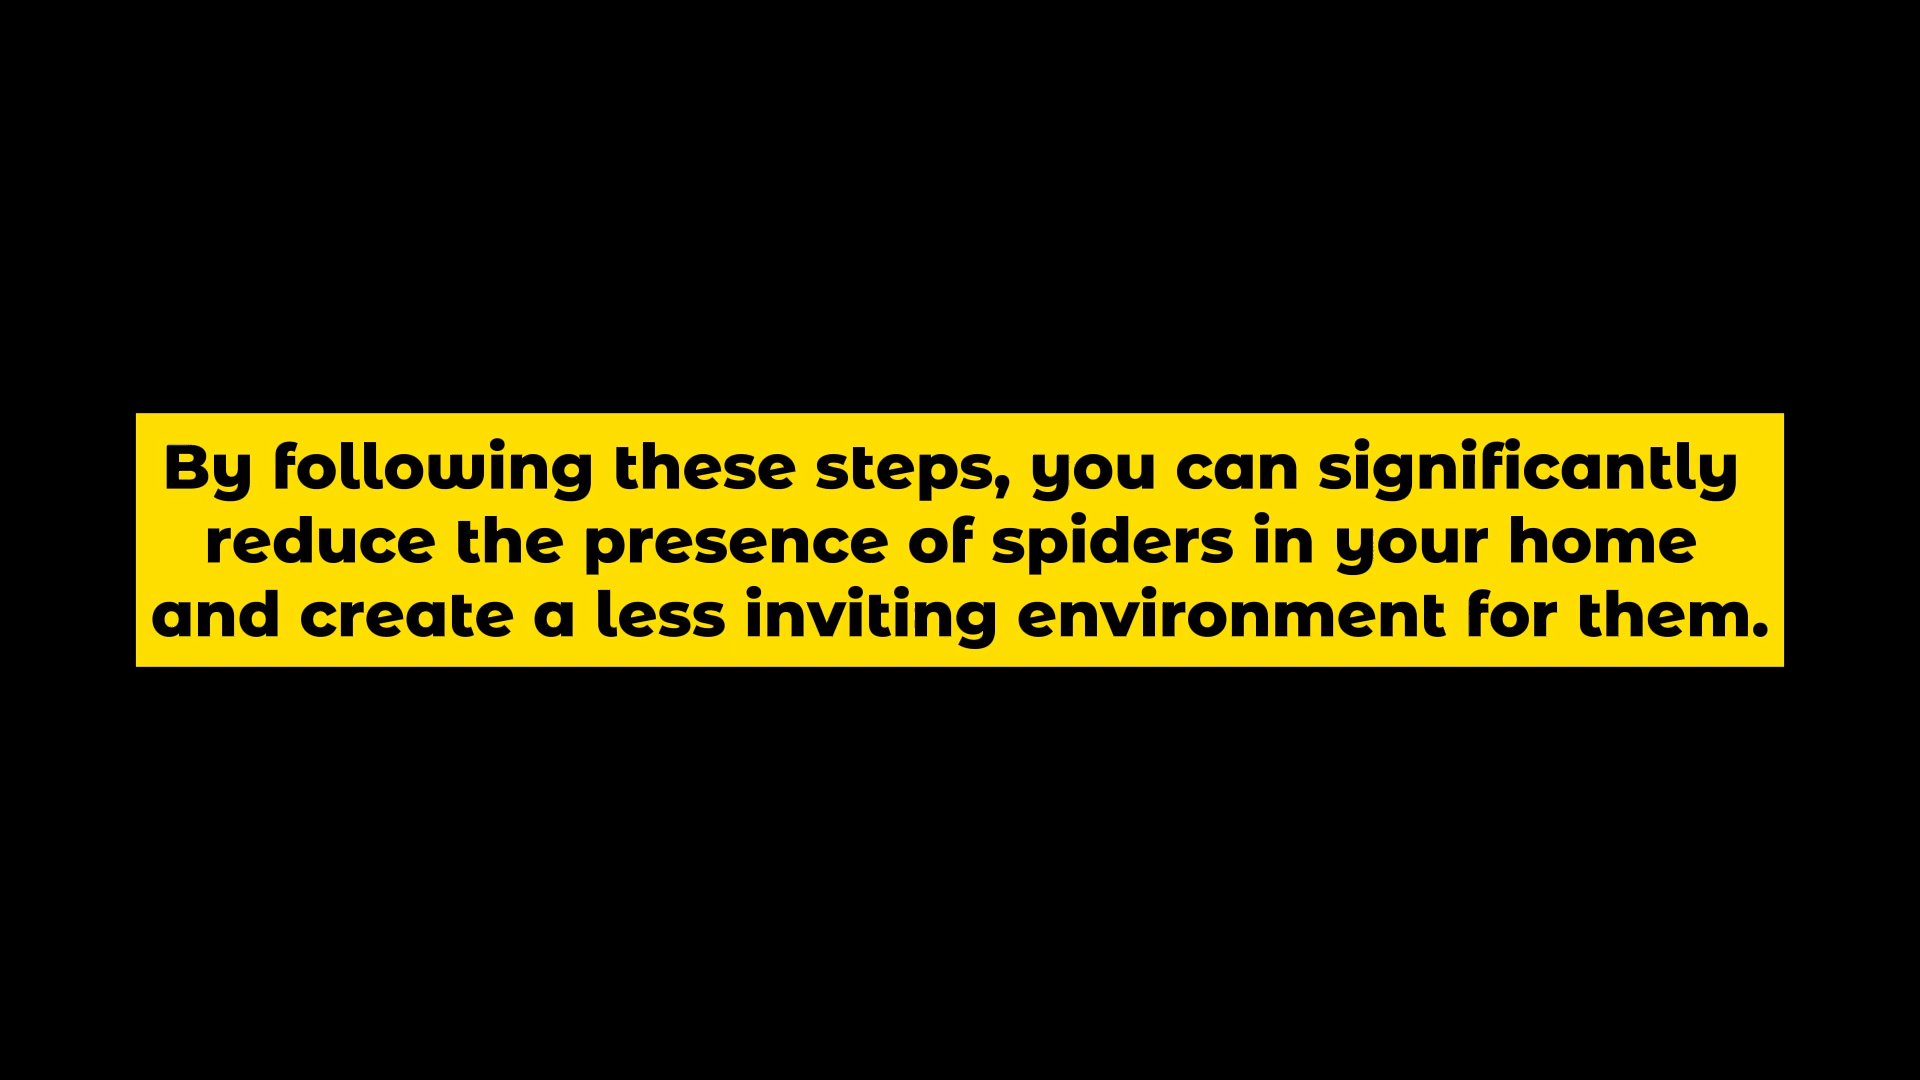 By following these steps, you can significantly
reduce the presence of spiders in your home
and create a less inviting environment for them.